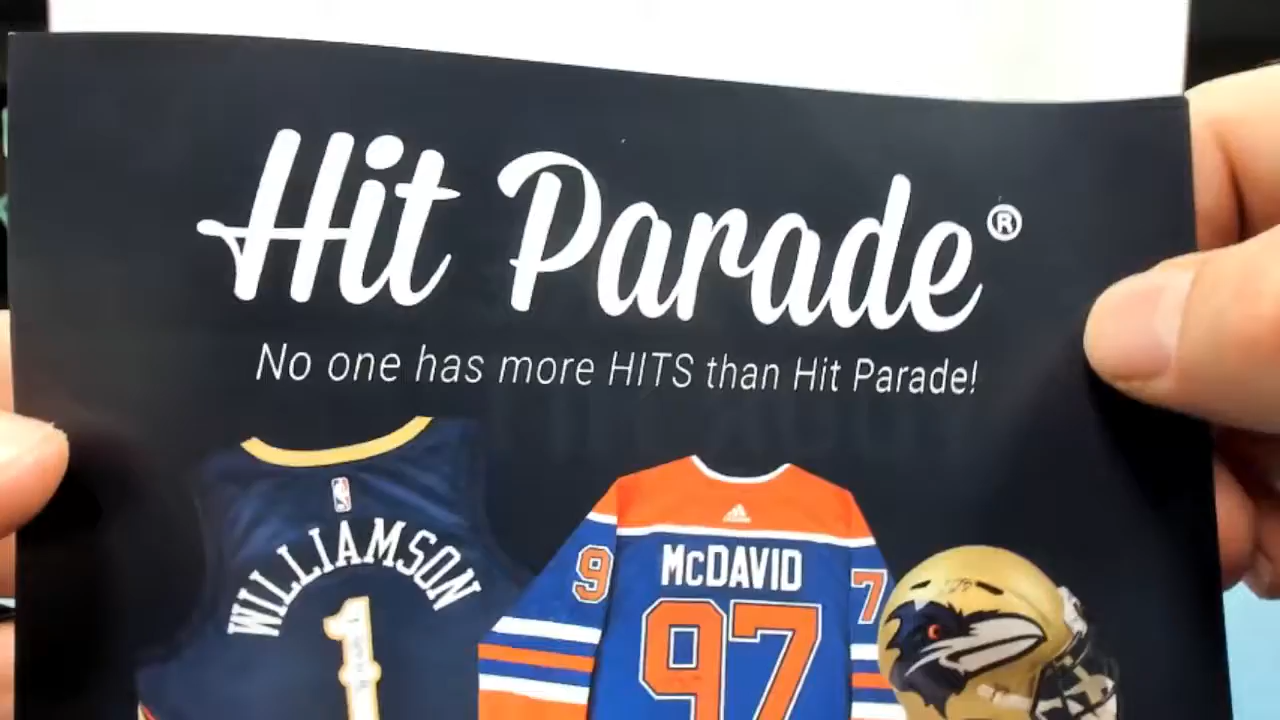 Hit Parade®
No one has more HITS than Hit Parade!
WILLIAMSON
1
McDAVID
9 7
97